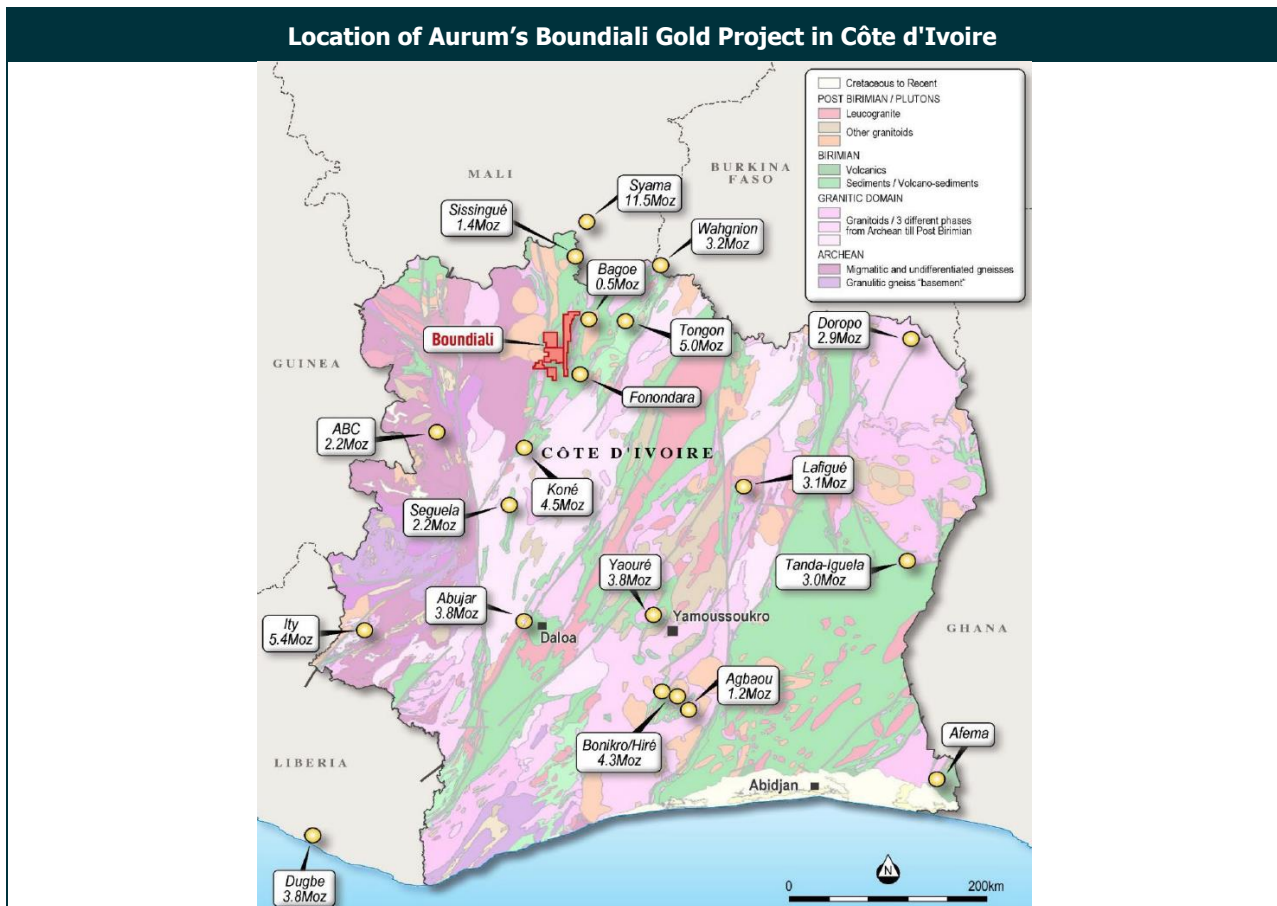 Location of Aurum's Boundiali Gold Project in Côte d'Ivoire
Cretaceous to Recent
POST BIRIMIAN / PLUTONS
Leucogranite
Other granitoids
BIRIMIAN
Volcanics
Sediments / Volcano-sediments
GRANITIC DOMAIN
Granitoids / 3 different phases
from Archean till Post Birimian
ARCHEAN
Migmatitic and undifferentiated gneisses
Granulitic gneiss "basement"
MALI
BURKINA
FASO
Syama
11.5Moz
Sissingué
1.4Moz
Wahgnion
3.2Moz
Bagoe
0.5Moz
Boundiali
Tongon
5.0Moz
Doropo
2.9Moz
GUINEA
Fonondara
ABC
2.2Moz
CÔTE D'IVOIRE
Koné
4.5Moz
Lafigué
3.1Moz
Seguela
2.2Moz
Tanda-Iguela
3.0Moz
Yaouré
3.8Moz
Abujar
3.8Moz
Yamoussoukro
Daloa
Ity
5.4Moz
GHANA
Agbaou
1.2Moz
Bonikro/Hiré
4.3Moz
Afema
LIBERIA
Abidjan
Dugbe
3.8Moz
N
0 200km